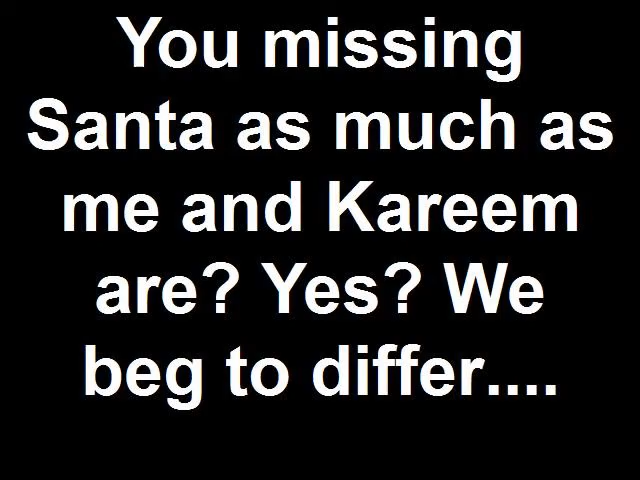 You missing
Santa as much as
me and Kareem
are? Yes? We
beg to differ....